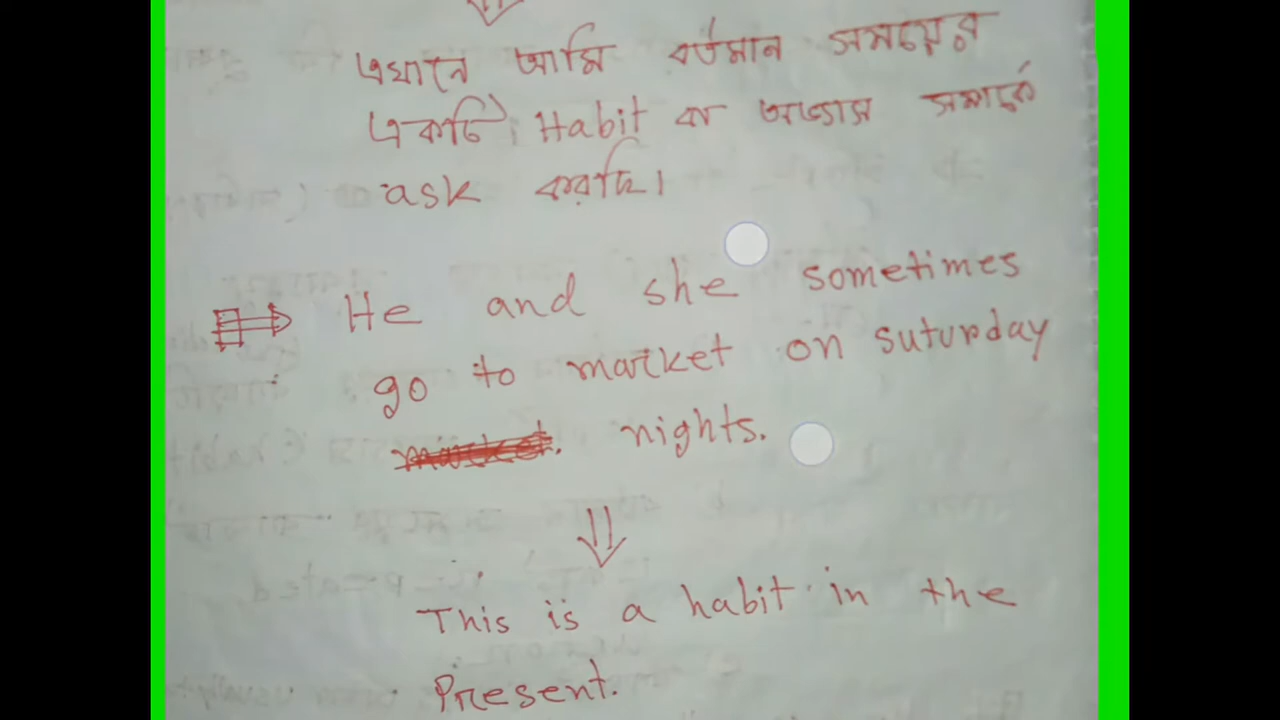 এখানে আমি বর্তমান সময়ের
একটি Habit বা অভ্যাস সম্পর্কে
ask করছি।
He and she sometimes
go to market on suturday
nights.
This is a habit in the
Present.